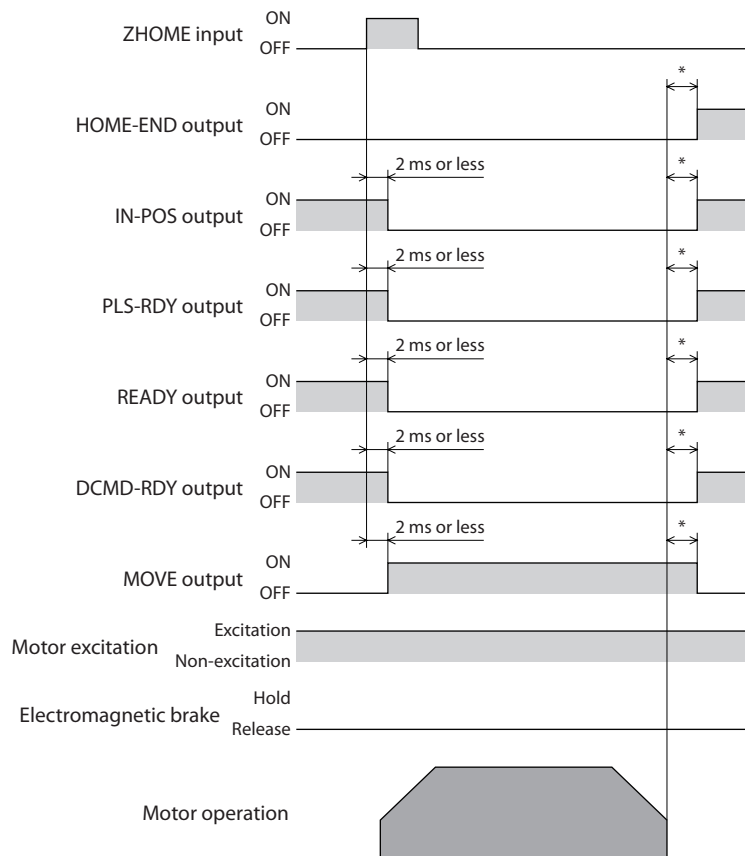 ON
ZHOME input
OFF
*
ON
HOME-END output
OFF
2 ms or less
*
ON
IN-POS output
OFF
2 ms or less
*
ON
PLS-RDY output
OFF
2 ms or less
*
ON
READY output
OFF
2 ms or less
*
ON
DCMD-RDY output
OFF
2 ms or less
*
ON
MOVE output
OFF
Excitation
Motor excitation
Non-excitation
Hold
Electromagnetic brake
Release
Motor operation